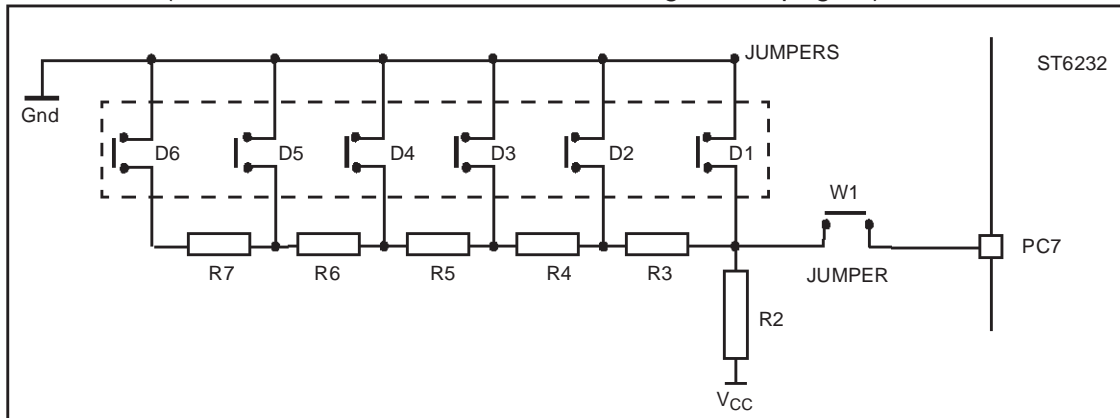 JUMPERS
ST6232
Gnd
D6 D5 D4 D3 D2 D1
W1
PC7
R7 R6 R5 R4 R3
JUMPER
R2
VCC